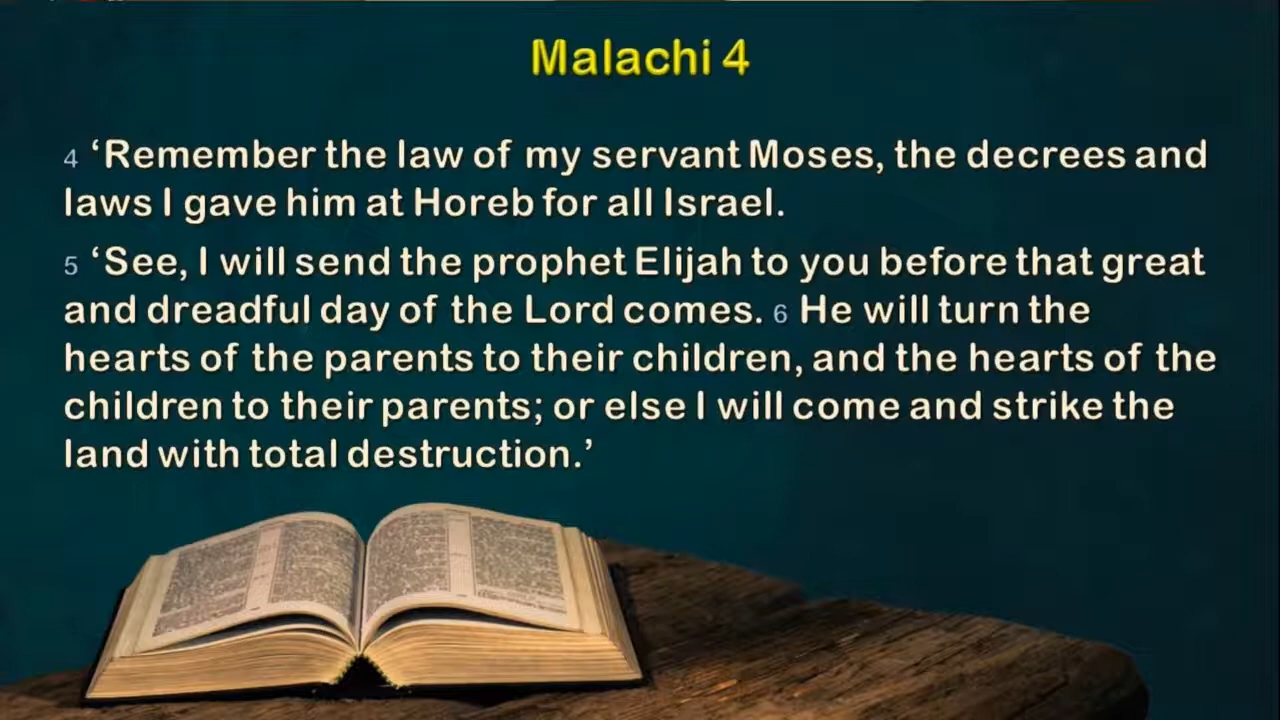 Malachi 4
4 ‘Remember the law of my servant Moses, the decrees and
laws I gave him at Horeb for all Israel.
5 ‘See, I will send the prophet Elijah to you before that great
and dreadful day of the Lord comes. 6 He will turn the
hearts of the parents to their children, and the hearts of the
children to their parents; or else I will come and strike the
land with total destruction.’